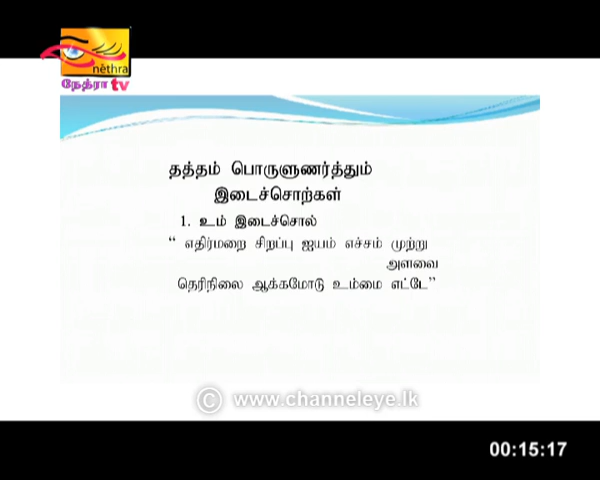 nēthra
நேத்ரா tv
தத்தம் பொருளுணர்த்தும்
இடைச்சொற்கள்
1. உம் இடைச்சொல்
“ எதிர்மறை சிறப்பு ஐயம் எச்சம் முற்று
அளவை
தெரிநிலை ஆக்கமோடு உம்மை எட்டே”
© www.channeleye.lk
00:15:17